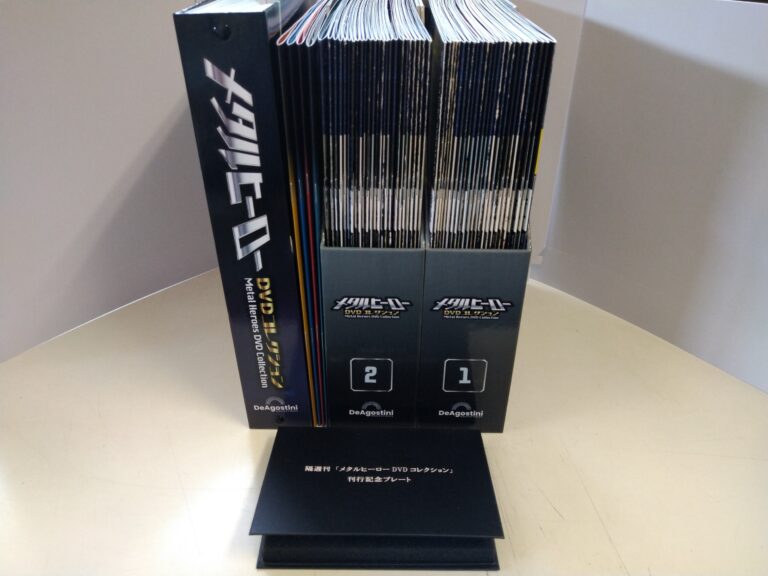 メタルヒーロー
DVDコレクション
Metal Heroes DVD Collection
DeAgostini
メタルヒーロー
DVDコレクション
Metal Heroes DVD Collection
2
DeAgostini
メタルヒーロー
DVDコレクション
Metal Heroes DVD Collection
1
DeAgostini
隔週刊「メタルヒーローDVDコレクション」
刊行記念プレート